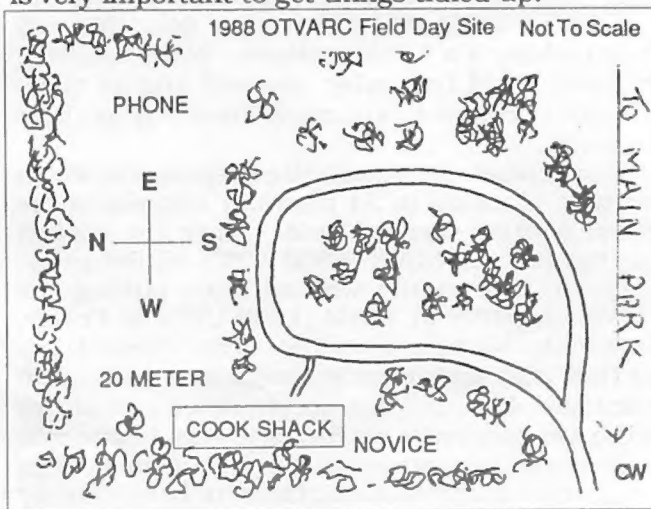 is very important to get things tuned up.
1988 OTVARC Field Day Site Not To Scale
PHONE
TO MAIN PARK
E
N S
W
20 METER
COOK SHACK
NOVICE
CW